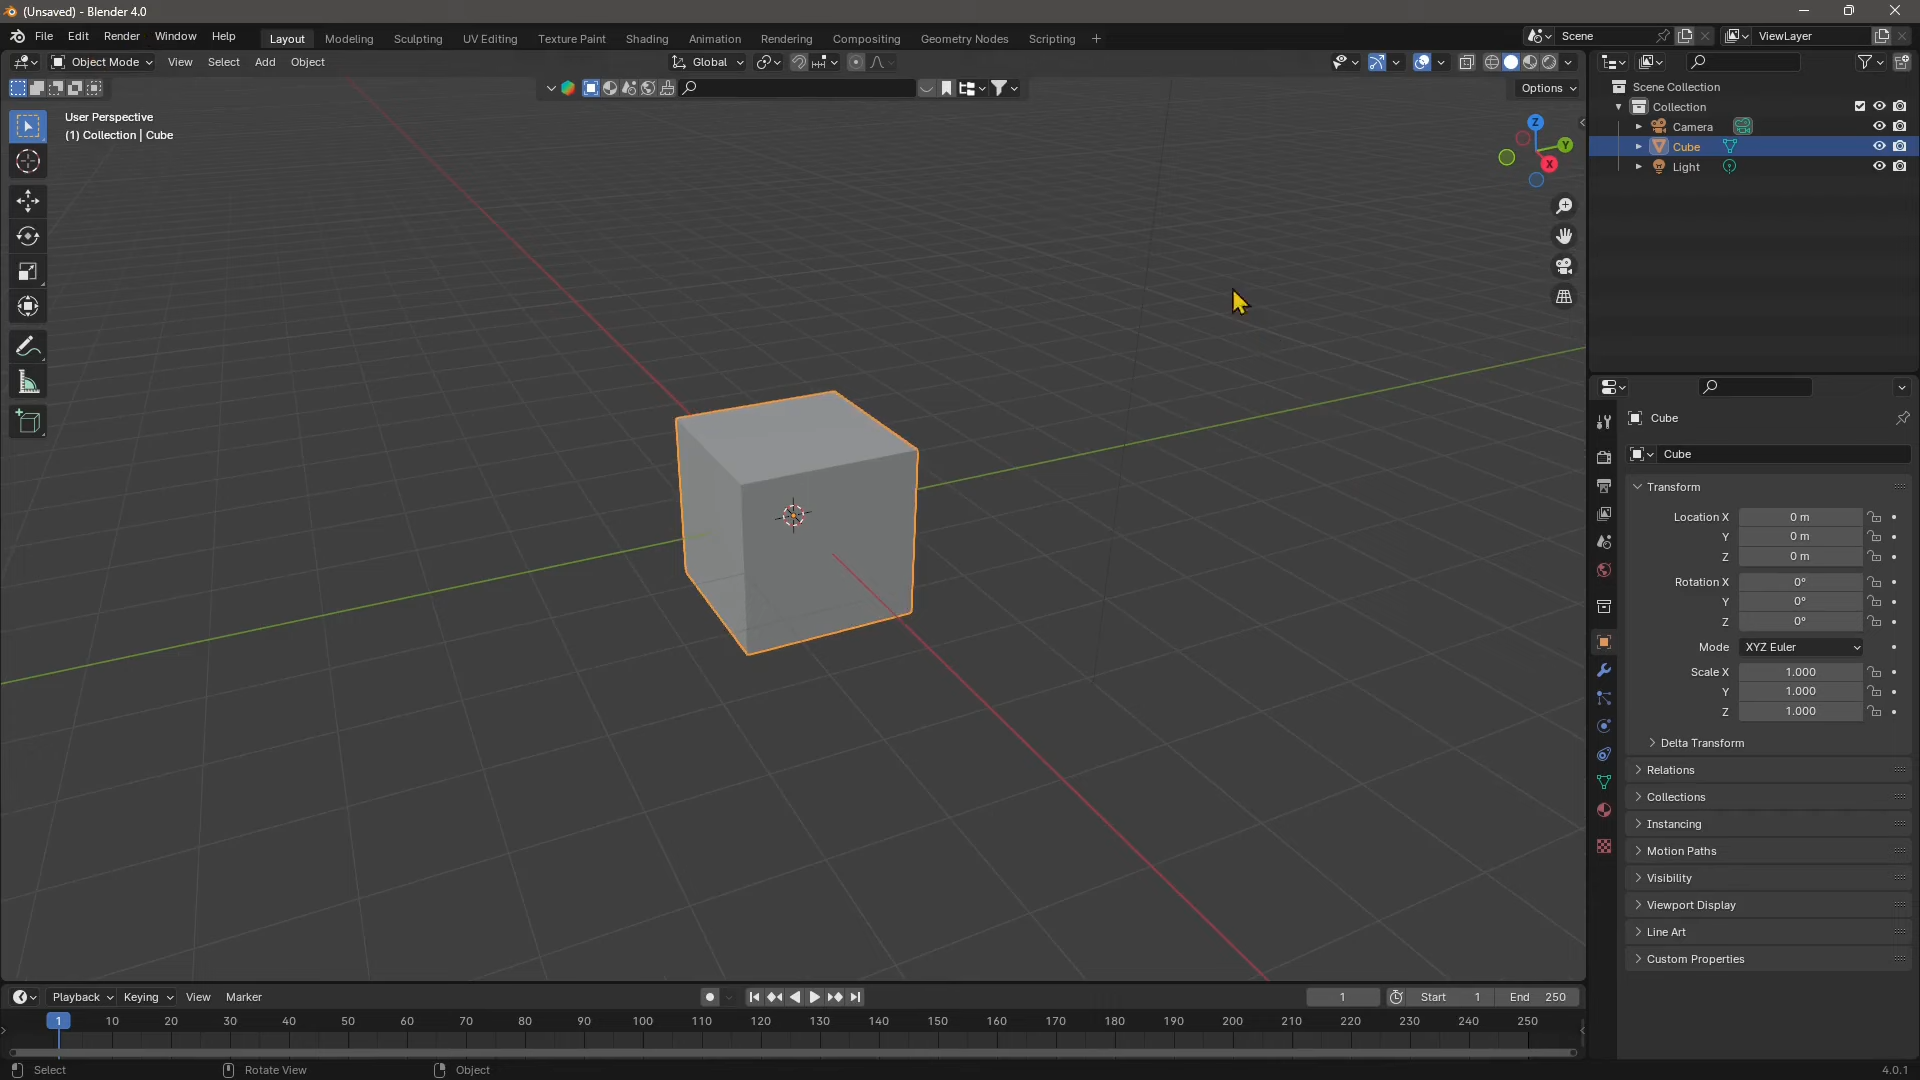 (Unsaved) - Blender 4.0
File Edit Render Window Help Layout Modeling Sculpting UV Editing Texture Paint Shading Animation Rendering Compositing Geometry Nodes Scripting + Scene ViewLayer
Object Mode View Select Add Object Global
Options
User Perspective
(1) Collection | Cube
Z
Y
X
Scene Collection
Collection
Camera
Cube
Light
Cube
Cube
Transform
Location X 0 m
Y 0 m
Z 0 m
Rotation X 0°
Y 0°
Z 0°
Mode XYZ Euler
Scale X 1.000
Y 1.000
Z 1.000
Delta Transform
Relations
Collections
Instancing
Motion Paths
Visibility
Viewport Display
Line Art
Custom Properties
Playback Keying View Marker 1 Start 1 End 250
1 10 20 30 40 50 60 70 80 90 100 110 120 130 140 150 160 170 180 190 200 210 220 230 240 250
Select Rotate View Object 4.0.1